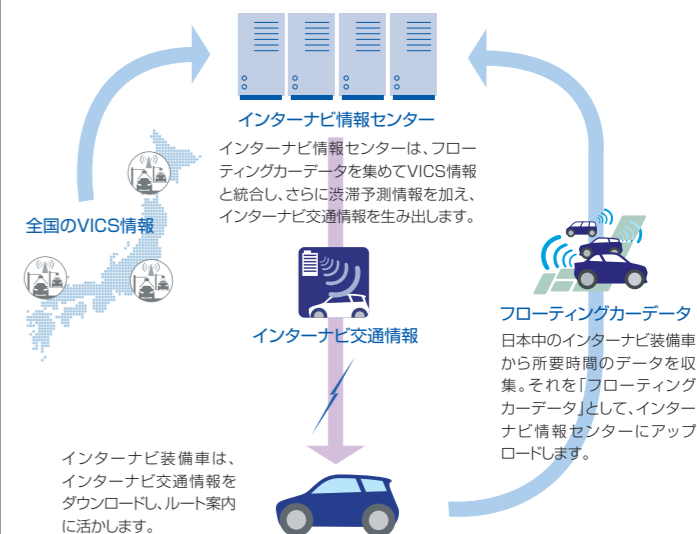 インターナビ情報センター
インターナビ情報センターは、フロー
ティングカーデータを集めてVICS情報
と統合し、さらに渋滞予測情報を加え、
インターナビ交通情報を生み出します。
全国のVICS情報
インターナビ交通情報
フローティングカーデータ
日本中のインターナビ装備車
から所要時間のデータを収
集。それを「フローティング
カーデータ」として、インター
ナビ情報センターにアップ
ロードします。
インターナビ装備車は、
インターナビ交通情報を
ダウンロードし、ルート案内
に活かします。